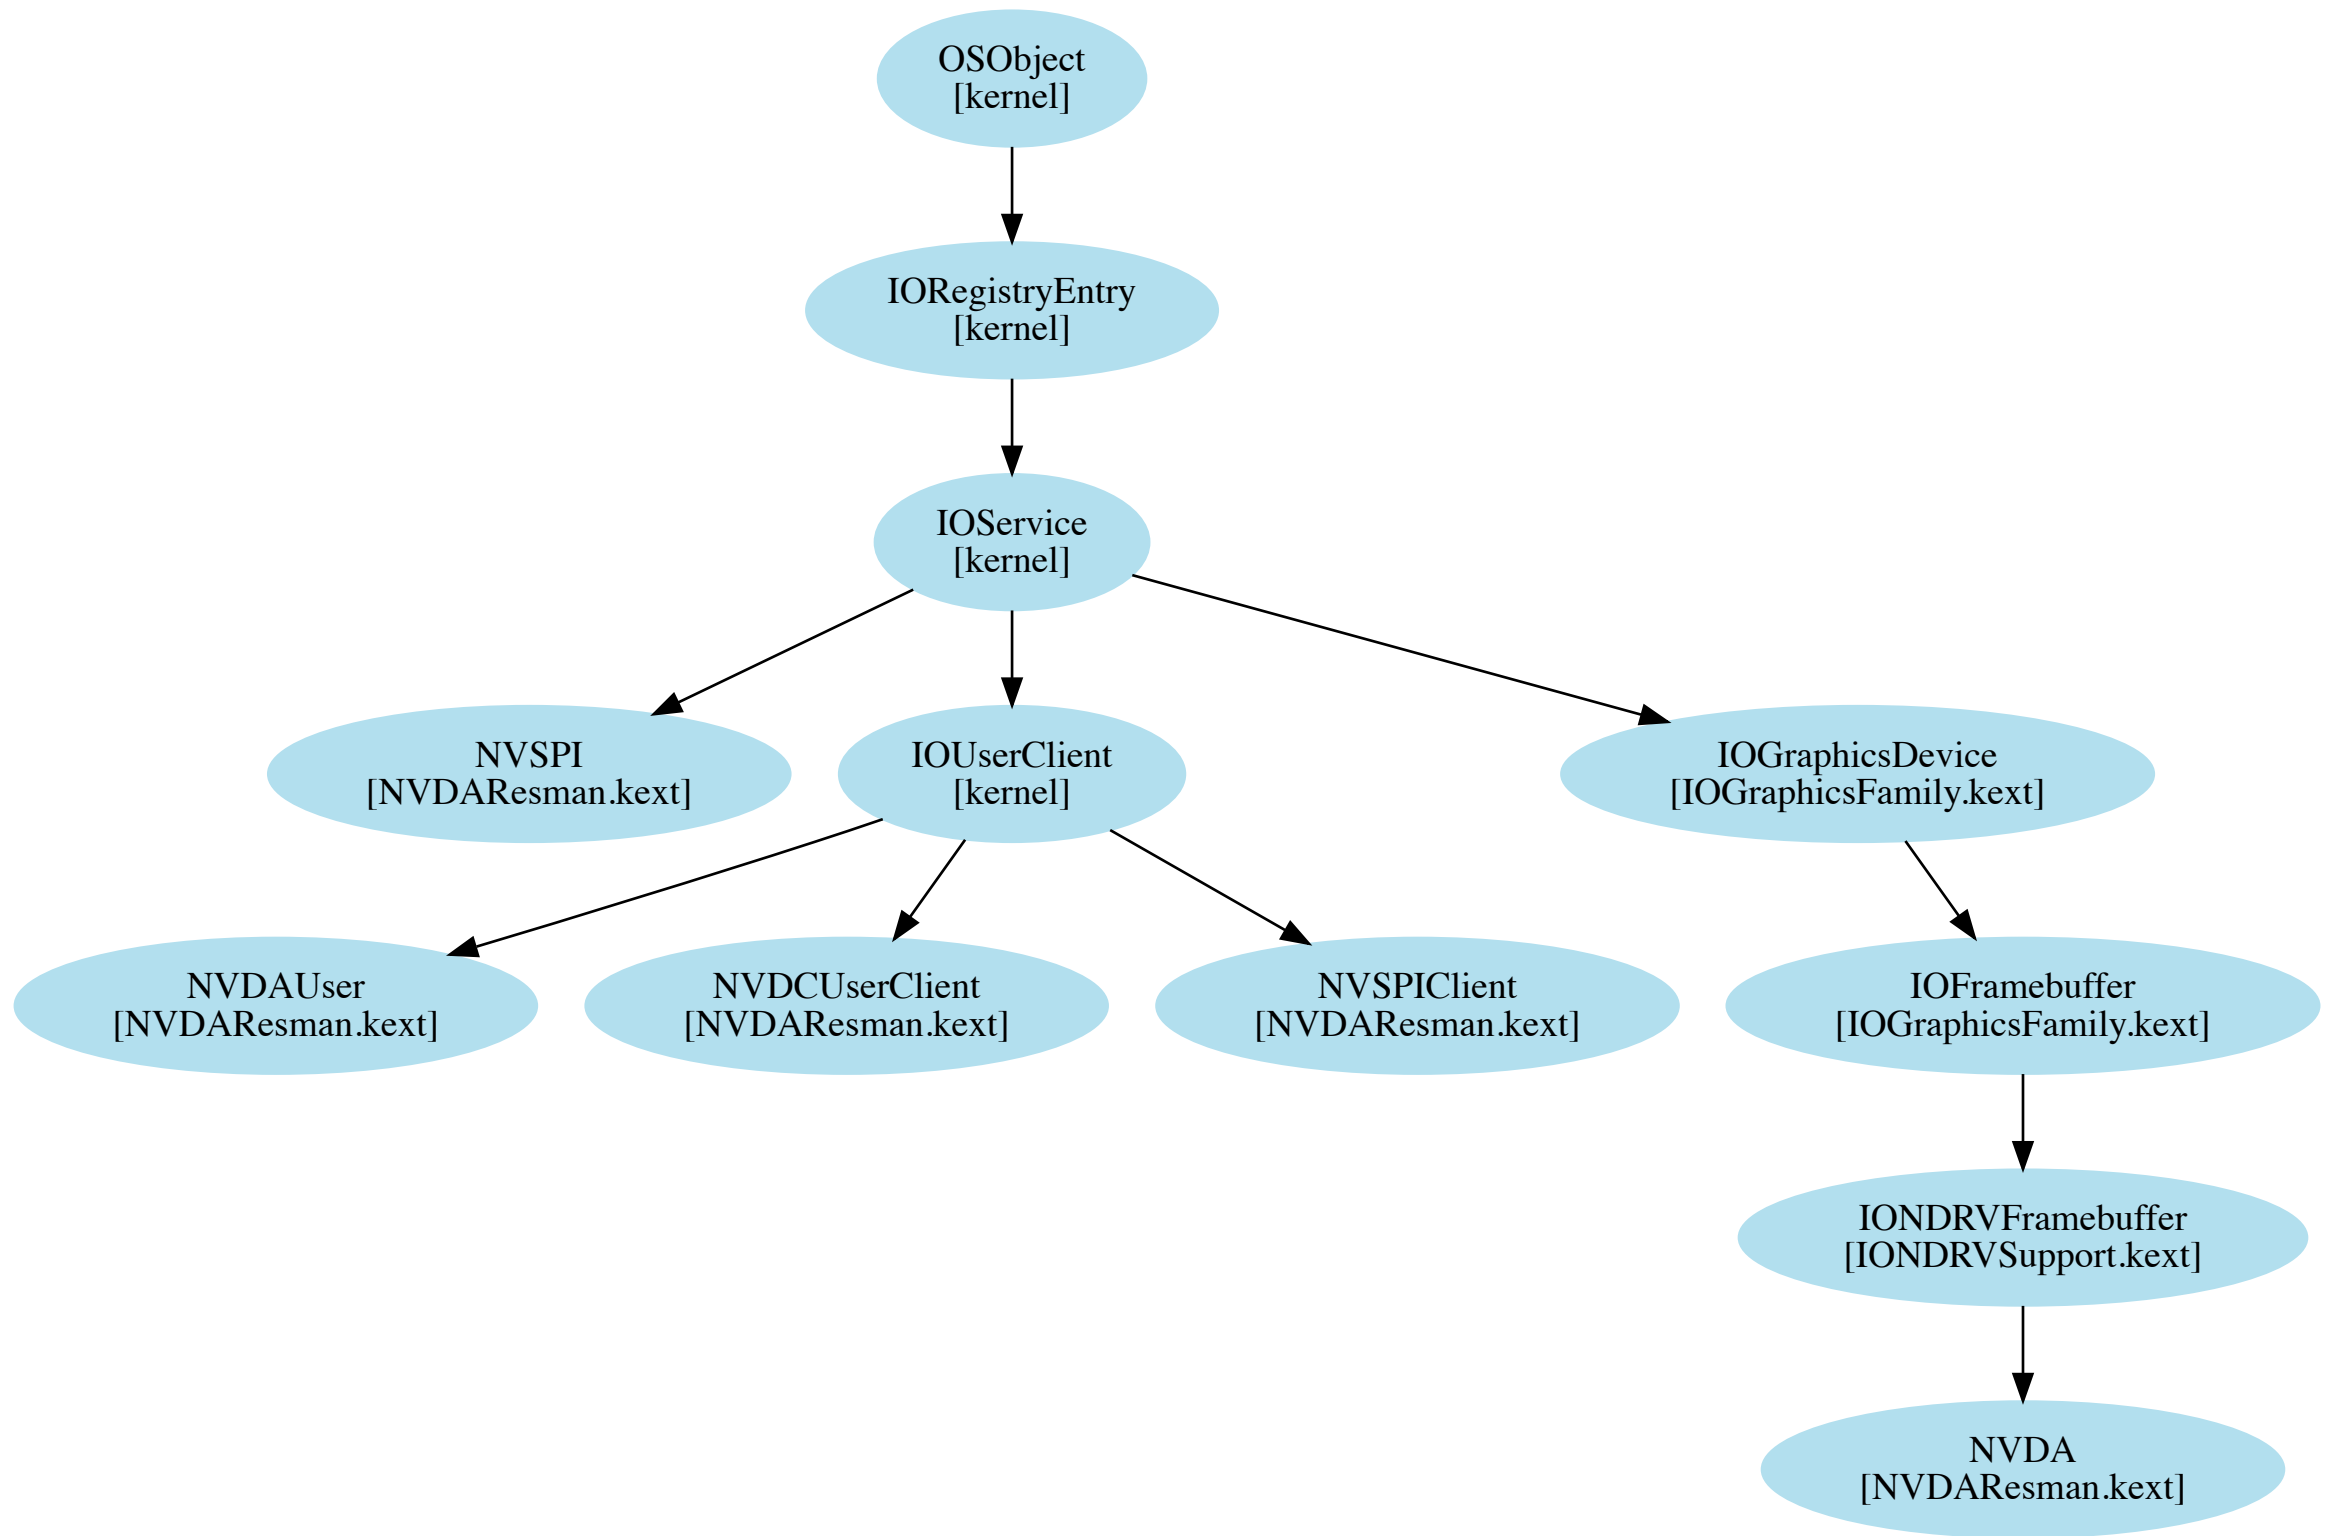 OSObject
[kernel]
IORegistryEntry
[kernel]
IOService
[kernel]
NVSPI
[NVDAResman.kext]
IOUserClient
[kernel]
IOGraphicsDevice
[IOGraphicsFamily.kext]
NVDAUser
[NVDAResman.kext]
NVDCUserClient
[NVDAResman.kext]
NVSPIClient
[NVDAResman.kext]
IOFramebuffer
[IOGraphicsFamily.kext]
IONDRVFramebuffer
[IONDRVSupport.kext]
NVDA
[NVDAResman.kext]